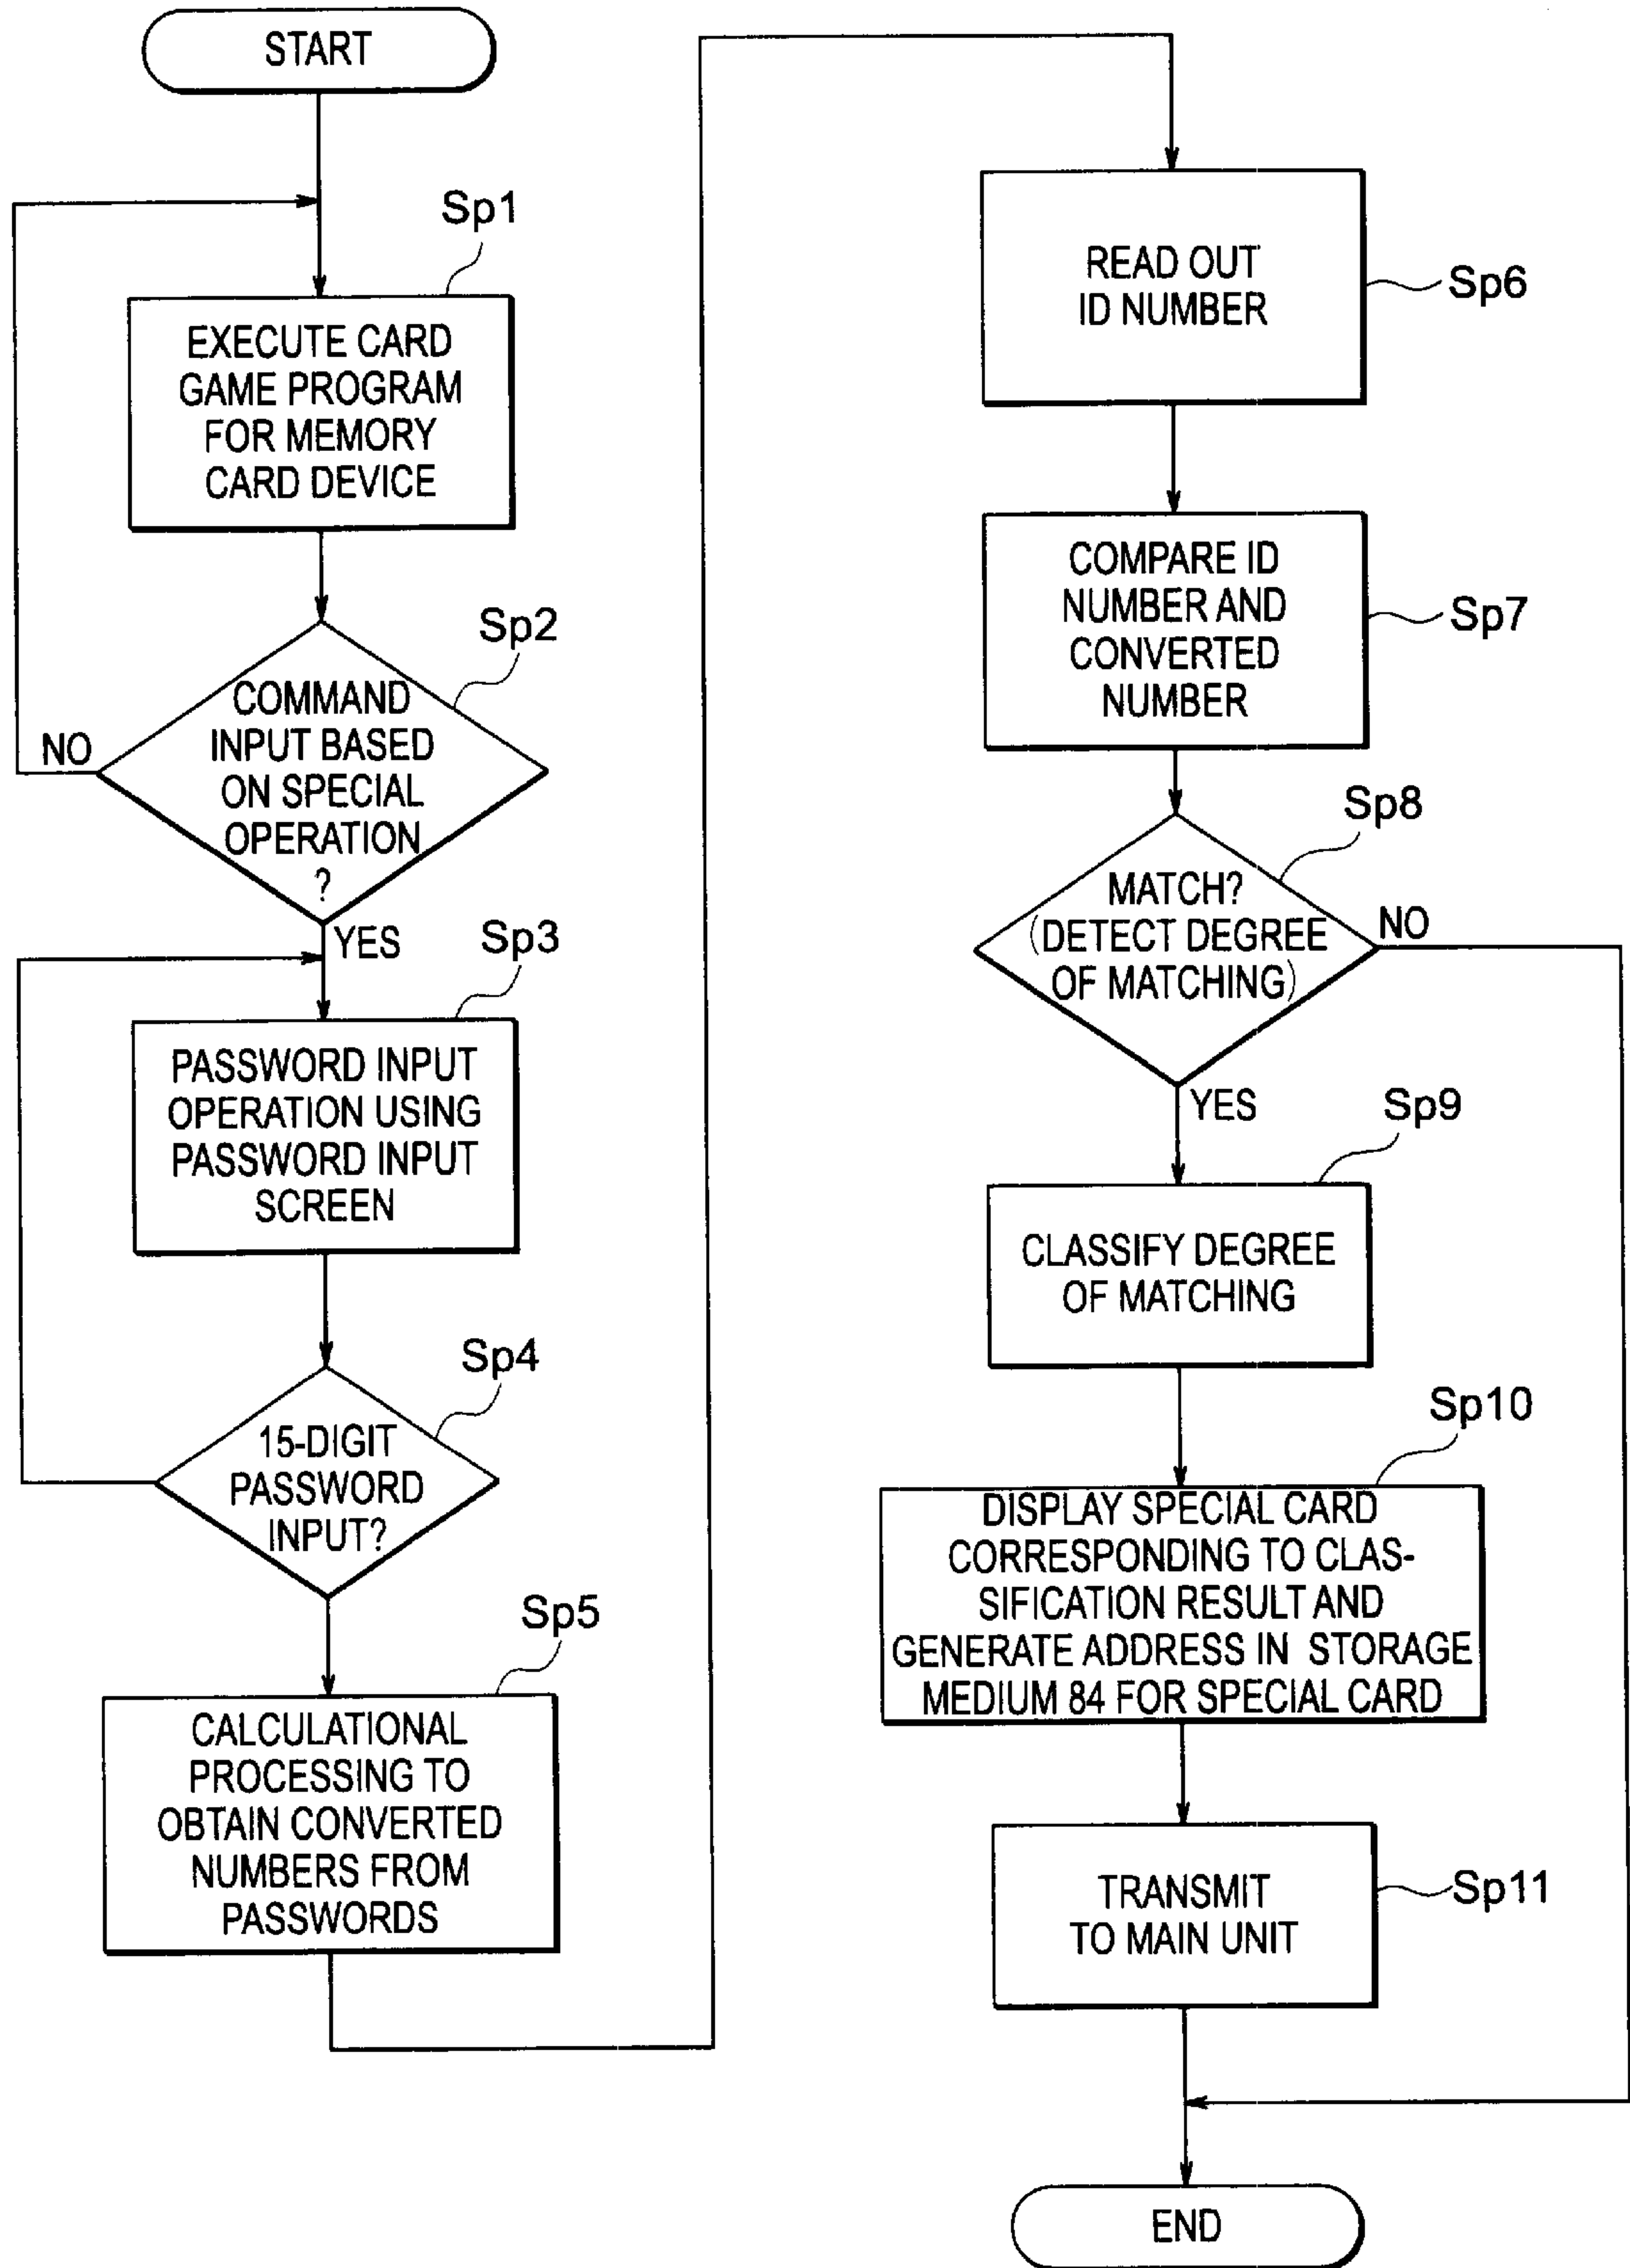 START
Sp1
EXECUTE CARD
GAME PROGRAM
FOR MEMORY
CARD DEVICE
Sp2
COMMAND
INPUT BASED
ON SPECIAL
OPERATION
?
NO
YES
Sp3
PASSWORD INPUT
OPERATION USING
PASSWORD INPUT
SCREEN
Sp4
15-DIGIT
PASSWORD
INPUT?
Sp5
CALCULATIONAL
PROCESSING TO
OBTAIN CONVERTED
NUMBERS FROM
PASSWORDS
READ OUT
ID NUMBER
Sp6
COMPARE ID
NUMBER AND
CONVERTED
NUMBER
Sp7
Sp8
MATCH?
(DETECT DEGREE
OF MATCHING)
NO
YES
Sp9
CLASSIFY DEGREE
OF MATCHING
Sp10
DISPLAY SPECIAL CARD
CORRESPONDING TO CLAS-
SIFICATION RESULT AND
GENERATE ADDRESS IN STORAGE
MEDIUM 84 FOR SPECIAL CARD
TRANSMIT
TO MAIN UNIT
Sp11
END